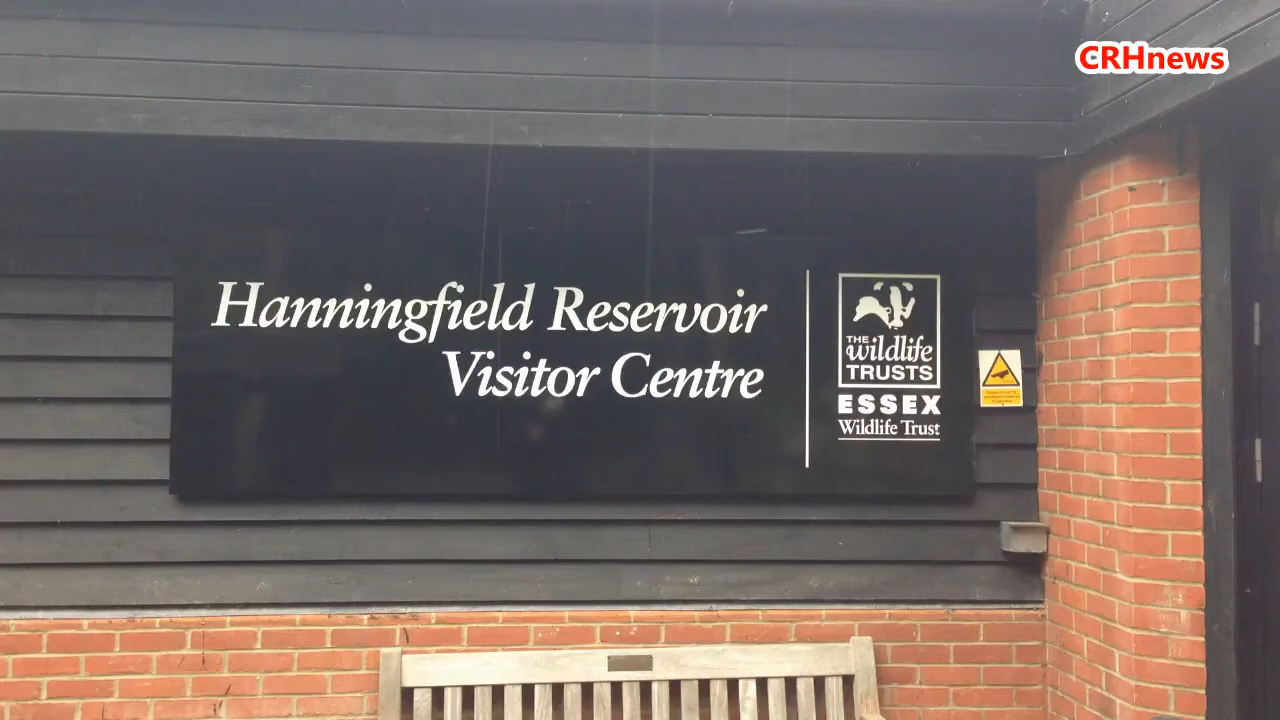 CRHnews
Hanningfield Reservoir
Visitor Centre
THE
wildlife
TRUSTS
ESSEX
Wildlife Trust